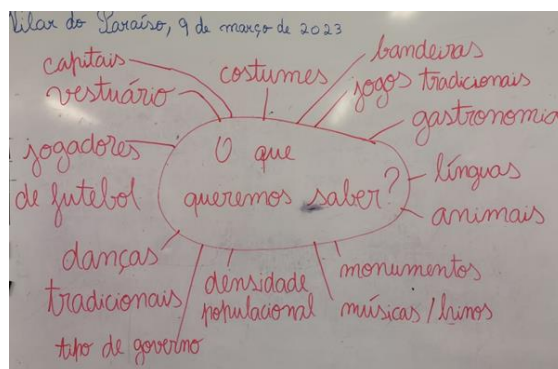 Vilar do Paraíso, 9 de março de 2023
capitais
vestuário
costumes
bandeiras
jogos tradicionais
gastronomia
jogadores
de futebol
O que
queremos saber?
línguas
animais
danças
tradicionais
tipo de governo
densidade
populacional
monumentos
músicas / hinos